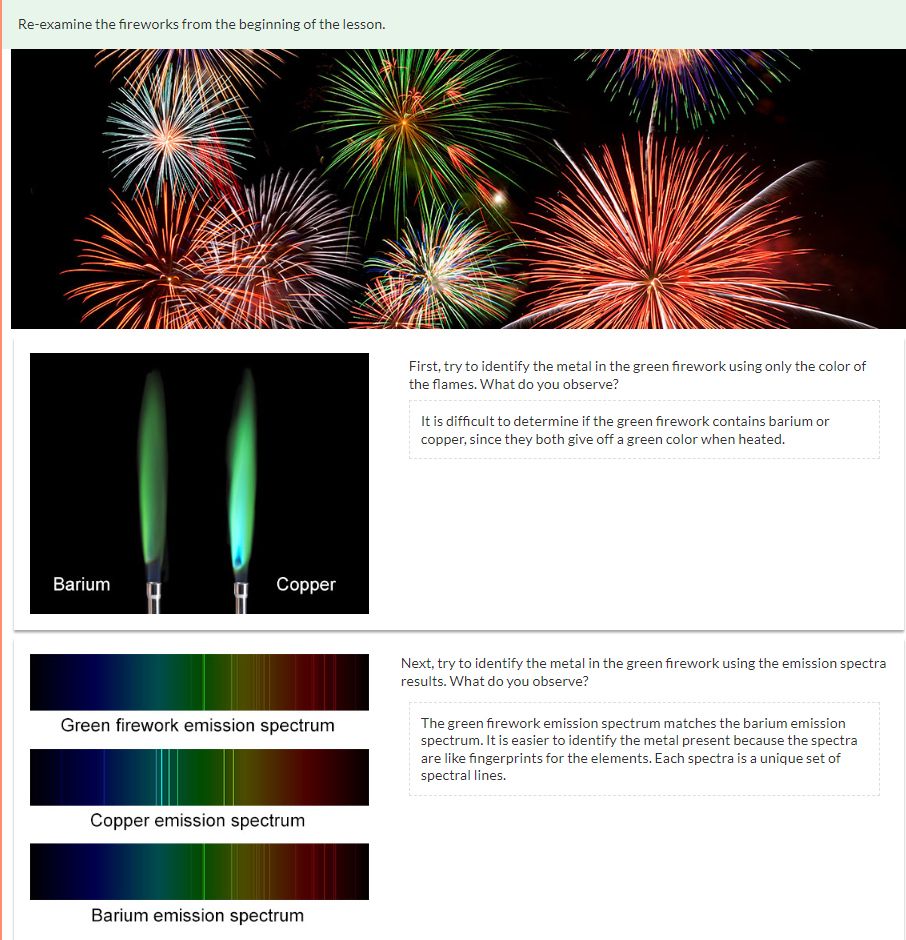 Re-examine the fireworks from the beginning of the lesson.
First, try to identify the metal in the green firework using only the color of
the flames. What do you observe?
It is difficult to determine if the green firework contains barium or
copper, since they both give off a green color when heated.
Barium
Copper
Next, try to identify the metal in the green firework using the emission spectra
results. What do you observe?
The green firework emission spectrum matches the barium emission
spectrum. It is easier to identify the metal present because the spectra
are like fingerprints for the elements. Each spectra is a unique set of
spectral lines.
Green firework emission spectrum
Copper emission spectrum
Barium emission spectrum